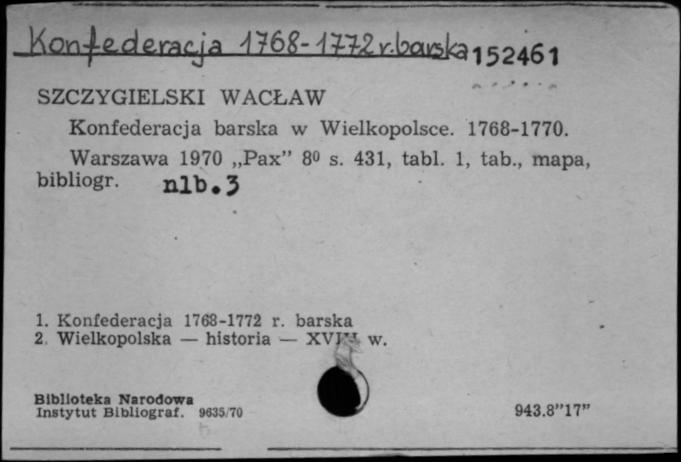 Konfederacja 1768-1772 r. barska 152461
SZCZYGIELSKI WACŁAW
Konfederacja barska w Wielkopolsce. 1768-1770.
Warszawa 1970 „Pax” 8⁰ s. 431, tabl. 1, tab., mapa,
bibliogr. nlb. 3
1. Konfederacja 1768-1772 r. barska
2. Wielkopolska — historia — XVIII w.
Biblioteka Narodowa
Instytut Bibliograf. 9635/70
943.8”17”